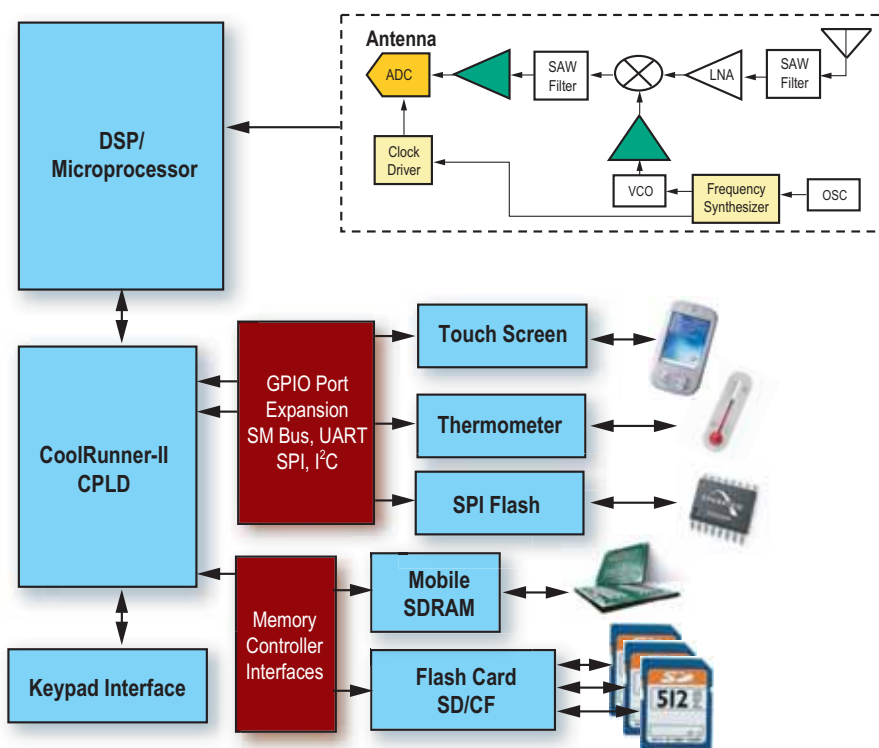 Antenna
ADC
SAW
Filter
LNA
SAW
Filter
Clock
Driver
VCO
Frequency
Synthesizer
OSC
DSP/
Microprocessor
CoolRunner-II
CPLD
Keypad Interface
GPIO Port
Expansion
SM Bus, UART
SPI, I²C
Touch Screen
Thermometer
SPI Flash
Memory
Controller
Interfaces
Mobile
SDRAM
Flash Card
SD/CF
512